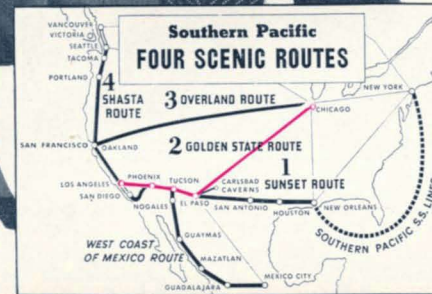 Southern Pacific
FOUR SCENIC ROUTES
VANCOUVER
VICTORIA
SEATTLE
TACOMA
PORTLAND
4 SHASTA
ROUTE
3 OVERLAND ROUTE
NEW YORK
CHICAGO
2 GOLDEN STATE ROUTE
SAN FRANCISCO
OAKLAND
1
SUNSET ROUTE
LOS ANGELES
PHOENIX
TUCSON
CARLSBAD
CAVERNS
SAN DIEGO
NOGALES
EL PASO
SAN ANTONIO
HOUSTON
NEW ORLEANS
SOUTHERN PACIFIC S.S. LINES
WEST COAST
OF MEXICO ROUTE
GUAYMAS
MAZATLAN
GUADALAJARA
MEXICO CITY